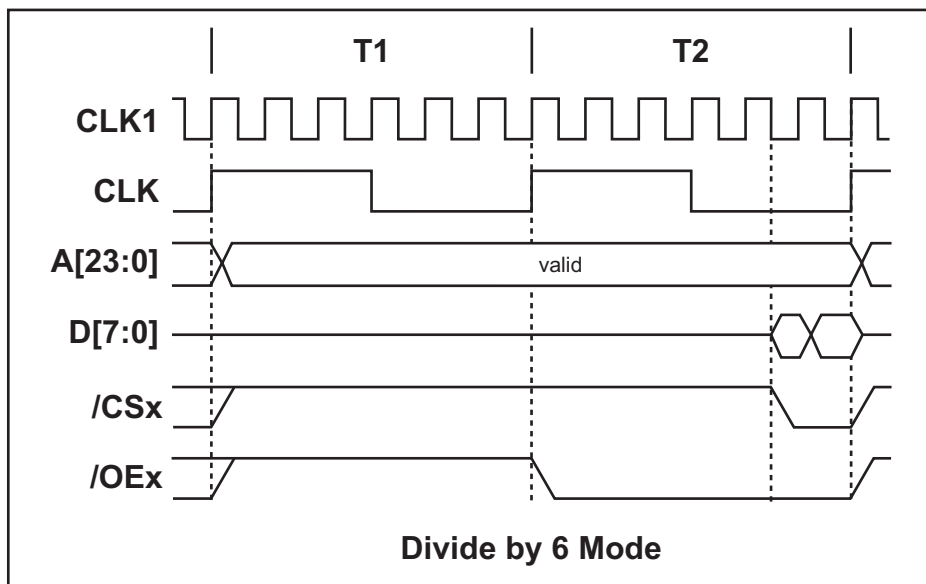 T1 T2
CLK1
CLK
A[23:0] valid
D[7:0]
/CSx
/OEx
Divide by 6 Mode